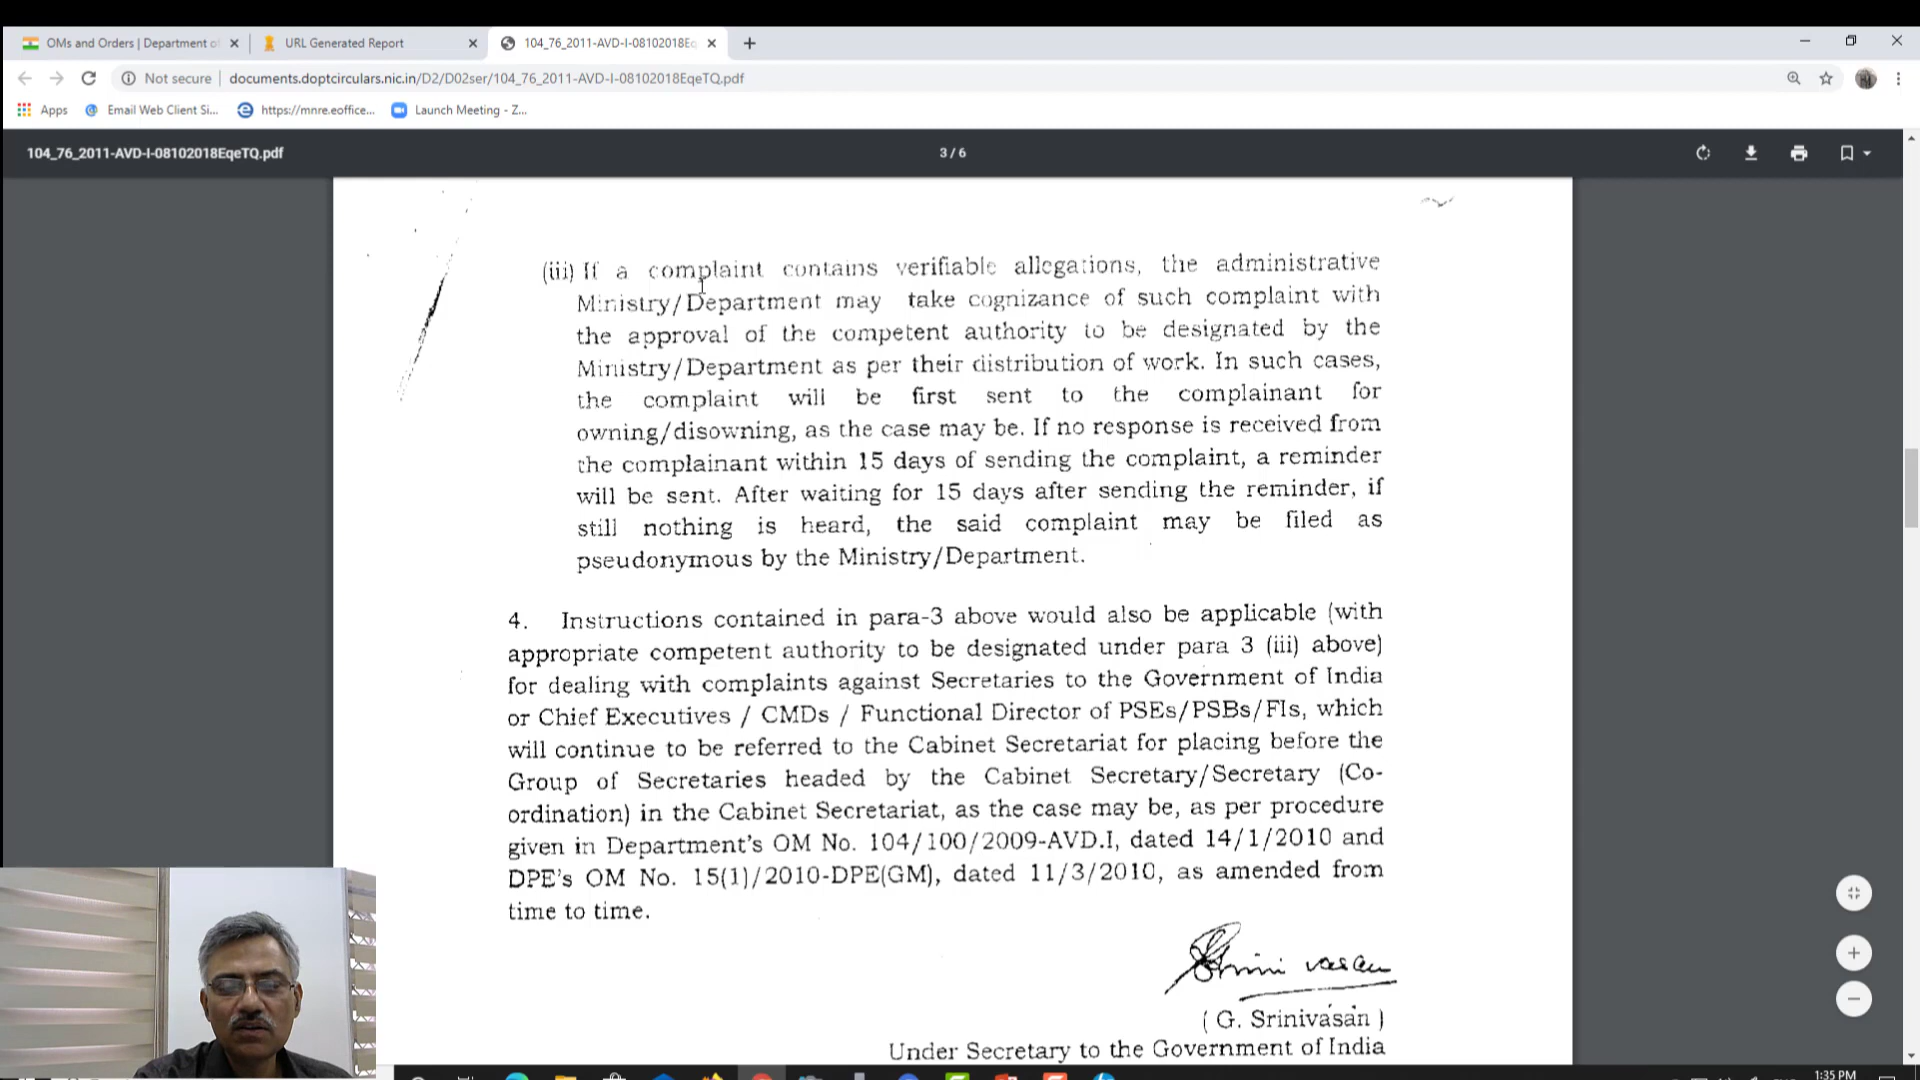 OMs and Orders | Department of
URL Generated Report
104_76_2011-AVD-I-08102018Eqe
Not secure
documents.doptcirculars.nic.in/D2/D02ser/104_76_2011-AVD-I-08102018EqeTQ.pdf
Apps
Email Web Client Si...
https://mnre.eoffice...
Launch Meeting - Z...
104_76_2011-AVD-I-08102018EqeTQ.pdf
3 / 6
(iii) If a complaint contains verifiable allegations, the administrative
Ministry/Department may take cognizance of such complaint with
the approval of the competent authority to be designated by the
Ministry/Department as per their distribution of work. In such cases,
the complaint will be first sent to the complainant for
owning/disowning, as the case may be. If no response is received from
the complainant within 15 days of sending the complaint, a reminder
will be sent. After waiting for 15 days after sending the reminder, if
still nothing is heard, the said complaint may be filed as
pseudonymous by the Ministry/Department.
4. Instructions contained in para-3 above would also be applicable (with
appropriate competent authority to be designated under para 3 (iii) above)
for dealing with complaints against Secretaries to the Government of India
or Chief Executives / CMDs / Functional Director of PSEs/PSBs/FIs, which
will continue to be referred to the Cabinet Secretariat for placing before the
Group of Secretaries headed by the Cabinet Secretary/Secretary (Co-
ordination) in the Cabinet Secretariat, as the case may be, as per procedure
given in Department's OM No. 104/100/2009-AVD.I, dated 14/1/2010 and
DPE's OM No. 15(1)/2010-DPE(GM), dated 11/3/2010, as amended from
time to time.
( G. Srinivasan )
Under Secretary to the Government of India
1:35 PM